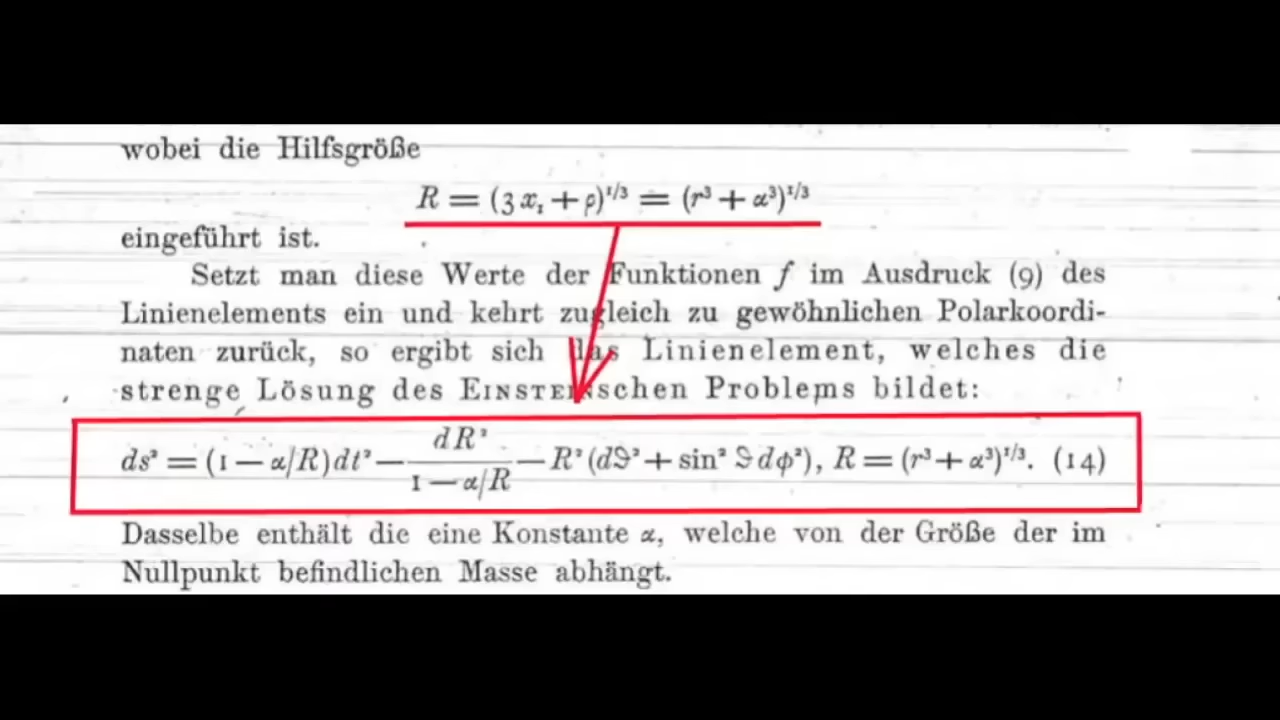 wobei die Hilfsgröße
R = (3x₁ + ρ)^1/3 = (r³ + α³)^1/3
eingeführt ist.
Setzt man diese Werte der Funktionen f im Ausdruck (9) des
Linienelements ein und kehrt zugleich zu gewöhnlichen Polarkoordi-
naten zurück, so ergibt sich das Linienelement, welches die
strenge Lösung des EINSTEINschen Problems bildet:
ds² = (1 — α/R)dt² — dR²/(1 — α/R) — R²(dϑ² + sin² ϑ dϕ²), R = (r³ + α³)^1/3. (14)
Dasselbe enthält die eine Konstante α, welche von der Größe der im
Nullpunkt befindlichen Masse abhängt.